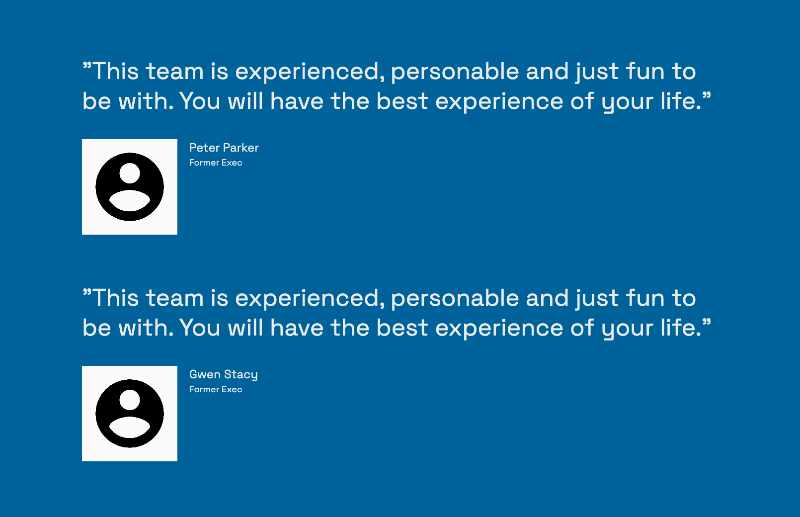 ”This team is experienced, personable and just fun to
be with. You will have the best experience of your life.”
Peter Parker
Former Exec
”This team is experienced, personable and just fun to
be with. You will have the best experience of your life.”
Gwen Stacy
Former Exec